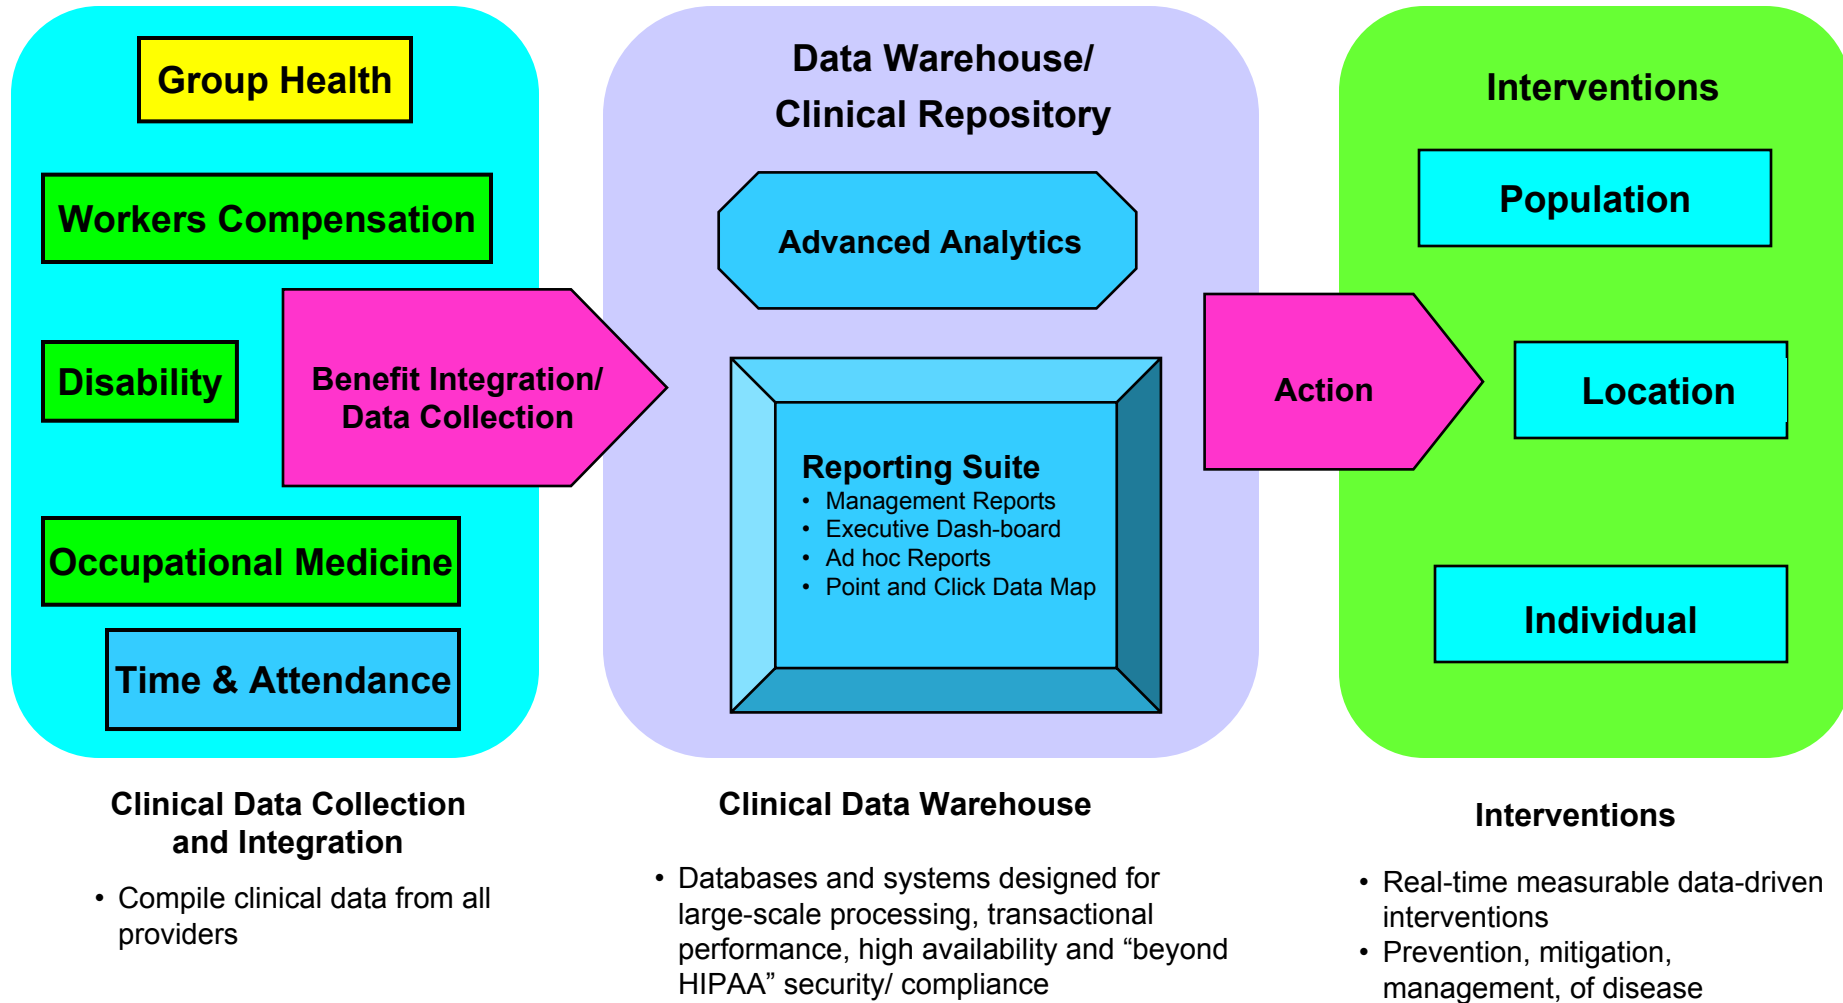 Group Health
Workers Compensation
Disability
Benefit Integration/
Data Collection
Occupational Medicine
Time & Attendance
Data Warehouse/
Clinical Repository
Advanced Analytics
Reporting Suite
• Management Reports
• Executive Dash-board
• Ad hoc Reports
• Point and Click Data Map
Action
Interventions
Population
Location
Individual
Clinical Data Collection
and Integration
• Compile clinical data from all
providers
Clinical Data Warehouse
• Databases and systems designed for
large-scale processing, transactional
performance, high availability and “beyond
HIPAA” security/ compliance
Interventions
• Real-time measurable data-driven
interventions
• Prevention, mitigation,
management, of disease